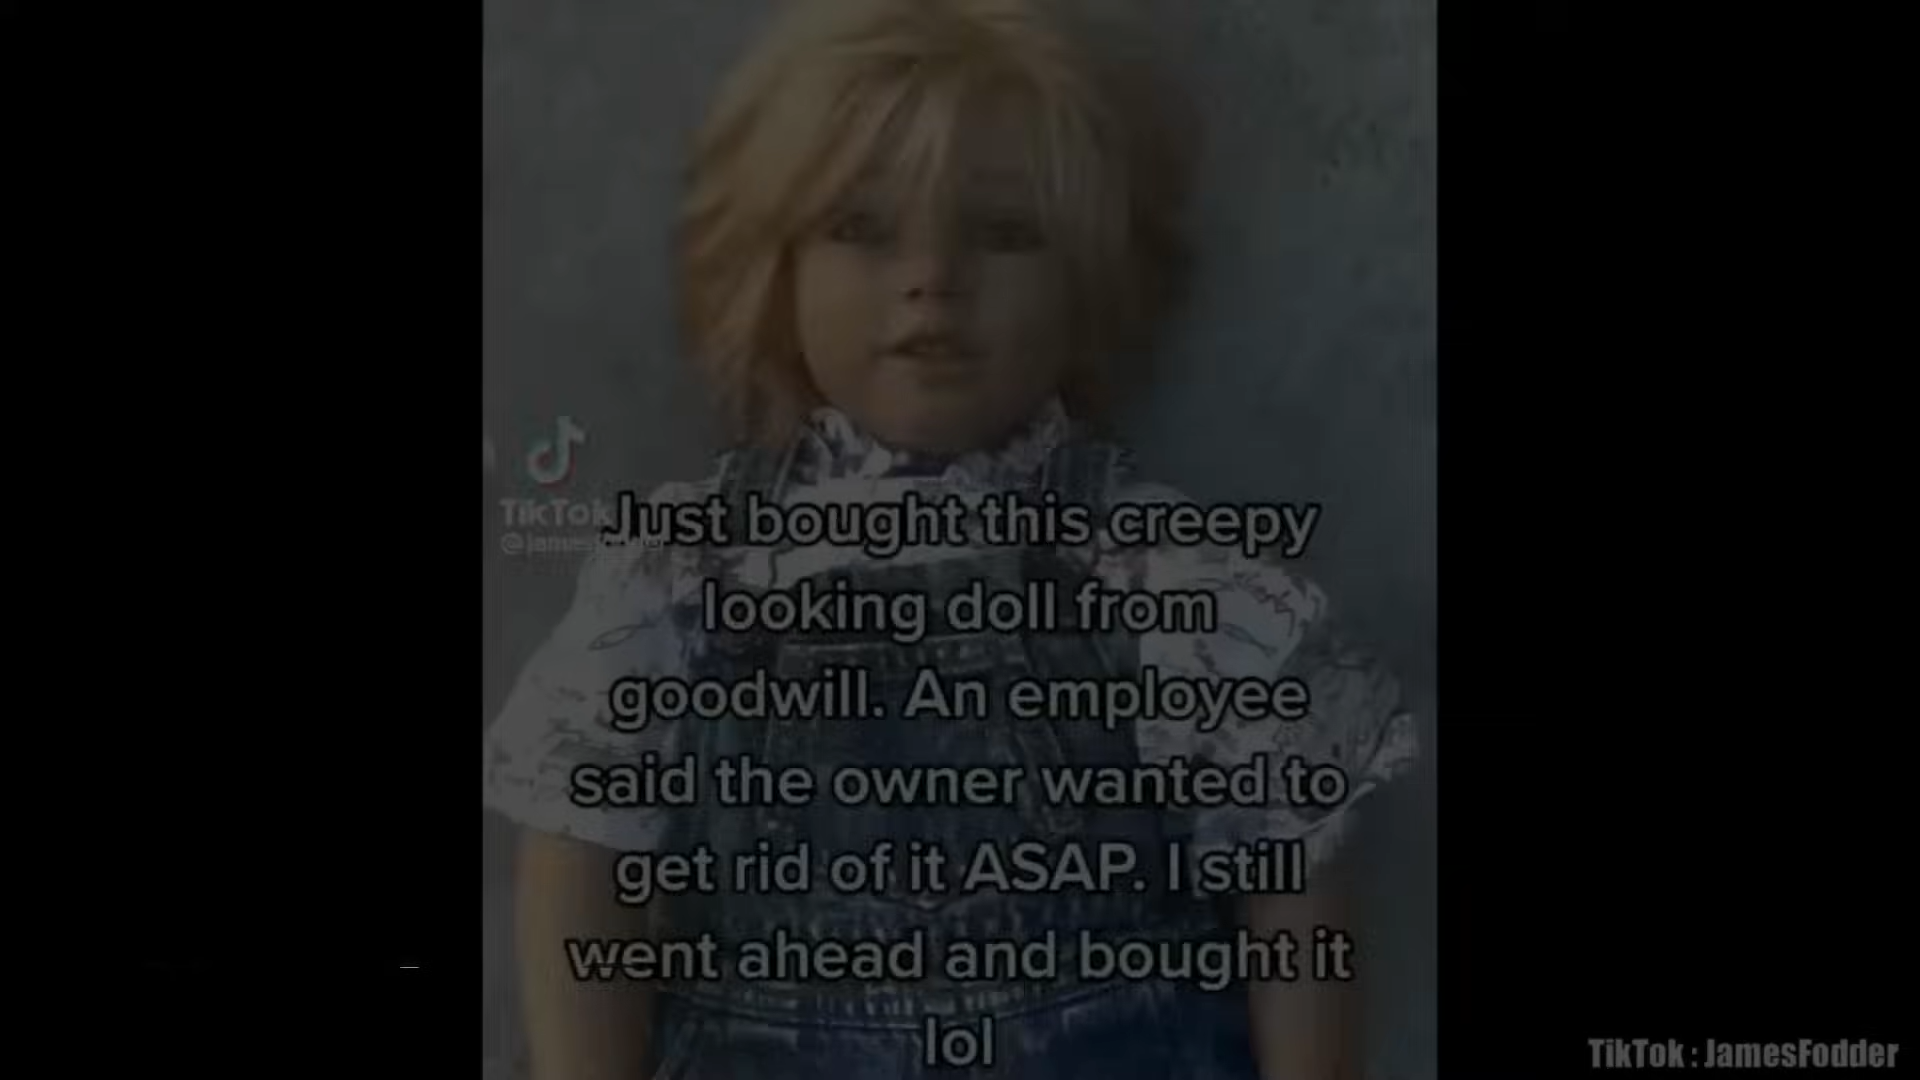 TikTok
Just bought this creepy
looking doll from
goodwill. An employee
said the owner wanted to
get rid of it ASAP. I still
went ahead and bought it
lol
TikTok : JamesFodder